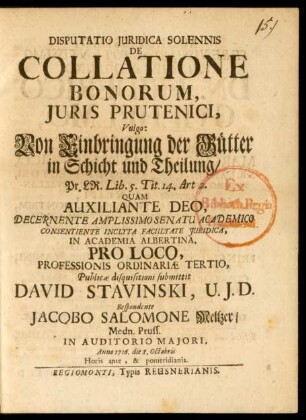 15.
DISPUTATIO JURIDICA SOLENNIS
DE
COLLATIONE
BONORUM,
JURIS PRUTENICI,
Vulgo:
Von Einbringung der Gütter
in Schicht und Theilung/
Pr. LR. Lib. 5. Tit. 14. Art 2.
QUAM
AUXILIANTE DEO,
DECERNENTE AMPLISSIMO SENATU ACADEMICO
CONSENTIENTE INCLYTA FACULTATE JURIDICA,
IN ACADEMIA ALBERTINA,
PRO LOCO,
PROFESSIONIS ORDINARIÆ TERTIO,
Publicæ disquisitioni submittit
DAVID STAVINSKI, U.J.D.
Respondente
JACOBO SALOMONE Meltzer/
IN AUDITORIO MAJORI,
Horis ante, & pomeridianis.
REGIOMONTI, Typis REUSNERIANIS.
Ex